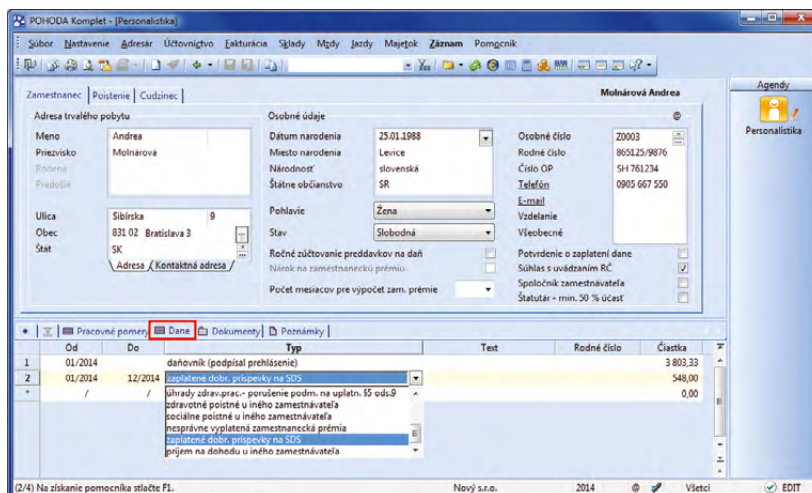 POHODA Komplet - [Personalistika]
Súbor Nastavenie Adresár Účtovníctvo Fakturácia Sklady Mzdy Jazdy Majetok Záznam Pomocník
Agendy
Personalistika
Zamestnanec Poistenie Cudzinec Molnárová Andrea
Adresa trvalého pobytu Osobné údaje @
Meno Andrea Dátum narodenia 25.01.1988 Osobné číslo Z0003
Priezvisko Molnárová Miesto narodenia Levice Rodné číslo 865125/9876
Rodená Národnosť slovenská Číslo OP SH 761234
Predošlé Štátne občianstvo SR Telefón 0905 667 550
E-mail
Ulica Sibírska 9 Pohlavie Žena Vzdelanie
Obec 831 02 Bratislava 3 Stav Slobodná Všeobecné
Štát SK Ročné zúčtovanie preddavkov na daň Potvrdenie o zaplatení dane
Adresa Kontaktná adresa Nárok na zamestnaneckú prémiu Súhlas s uvádzaním RČ
Počet mesiacov pre výpočet zam. prémie Spoločník zamestnávateľa
Štatutár - min. 50 % účasť
Pracovné pomery Dane Dokumenty Poznámky
Od Do Typ Text Rodné číslo Čiastka
1 01/2014 daňovník (podpísal prehlásenie) 3 803,33
2 01/2014 12/2014 zaplatené dobr. príspevky na SDS 548,00
* / / úhrady zdrav.prac.- porušenie podm. na uplatn. §5 ods.9 0,00
zdravotné poistné u iného zamestnávateľa
sociálne poistné u iného zamestnávateľa
nesprávne vyplatená zamestnanecká prémia
zaplatené dobr. príspevky na SDS
príjem na dohodu u iného zamestnávateľa
(2/4) Na získanie pomocníka stlačte F1. Nový s.r.o. 2014 @ Všetci EDIT